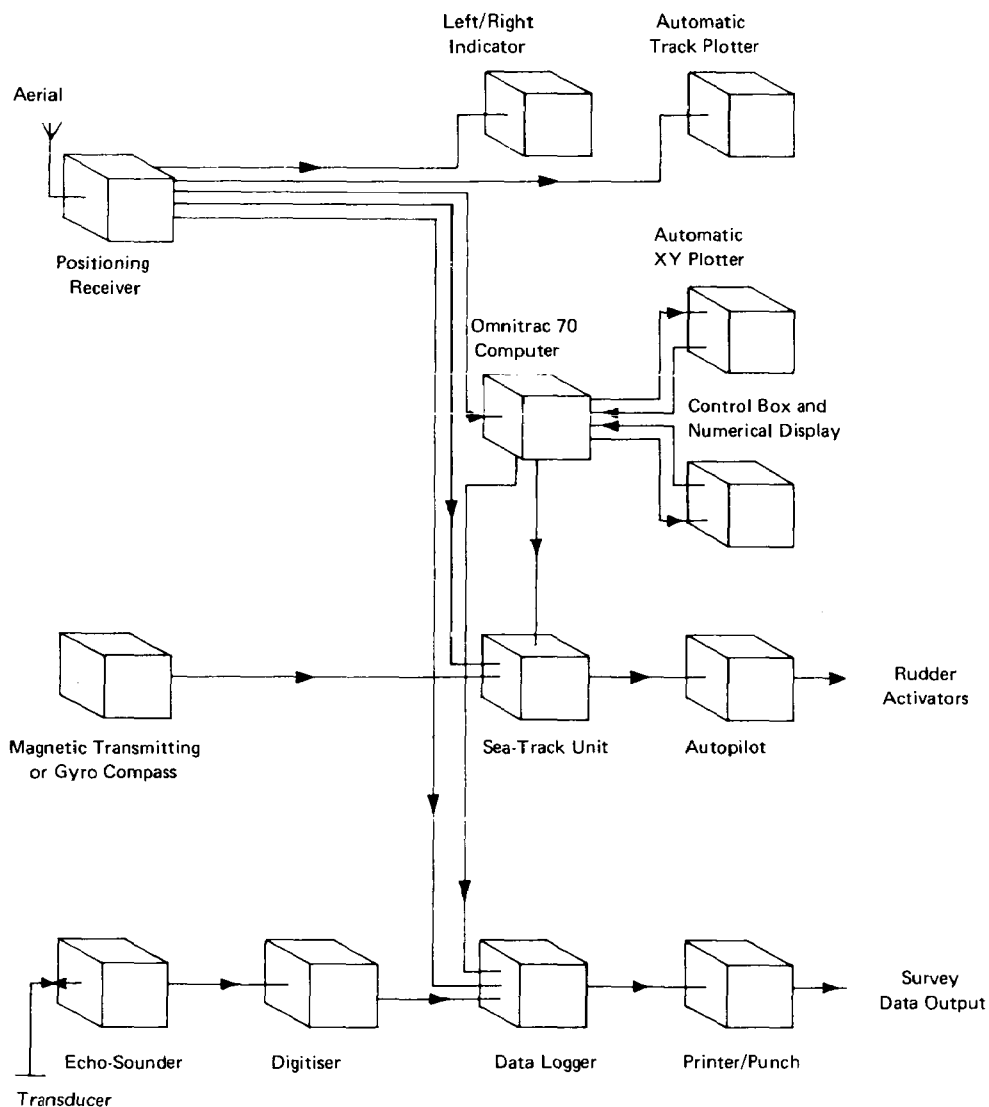 Left/Right
Indicator
Automatic
Track Plotter
Aerial
Positioning
Receiver
Automatic
XY Plotter
Omnitrac 70
Computer
Control Box and
Numerical Display
Magnetic Transmitting
or Gyro Compass
Sea-Track Unit
Autopilot
Rudder
Activators
Echo-Sounder
Digitiser
Data Logger
Printer/Punch
Survey
Data Output
Transducer